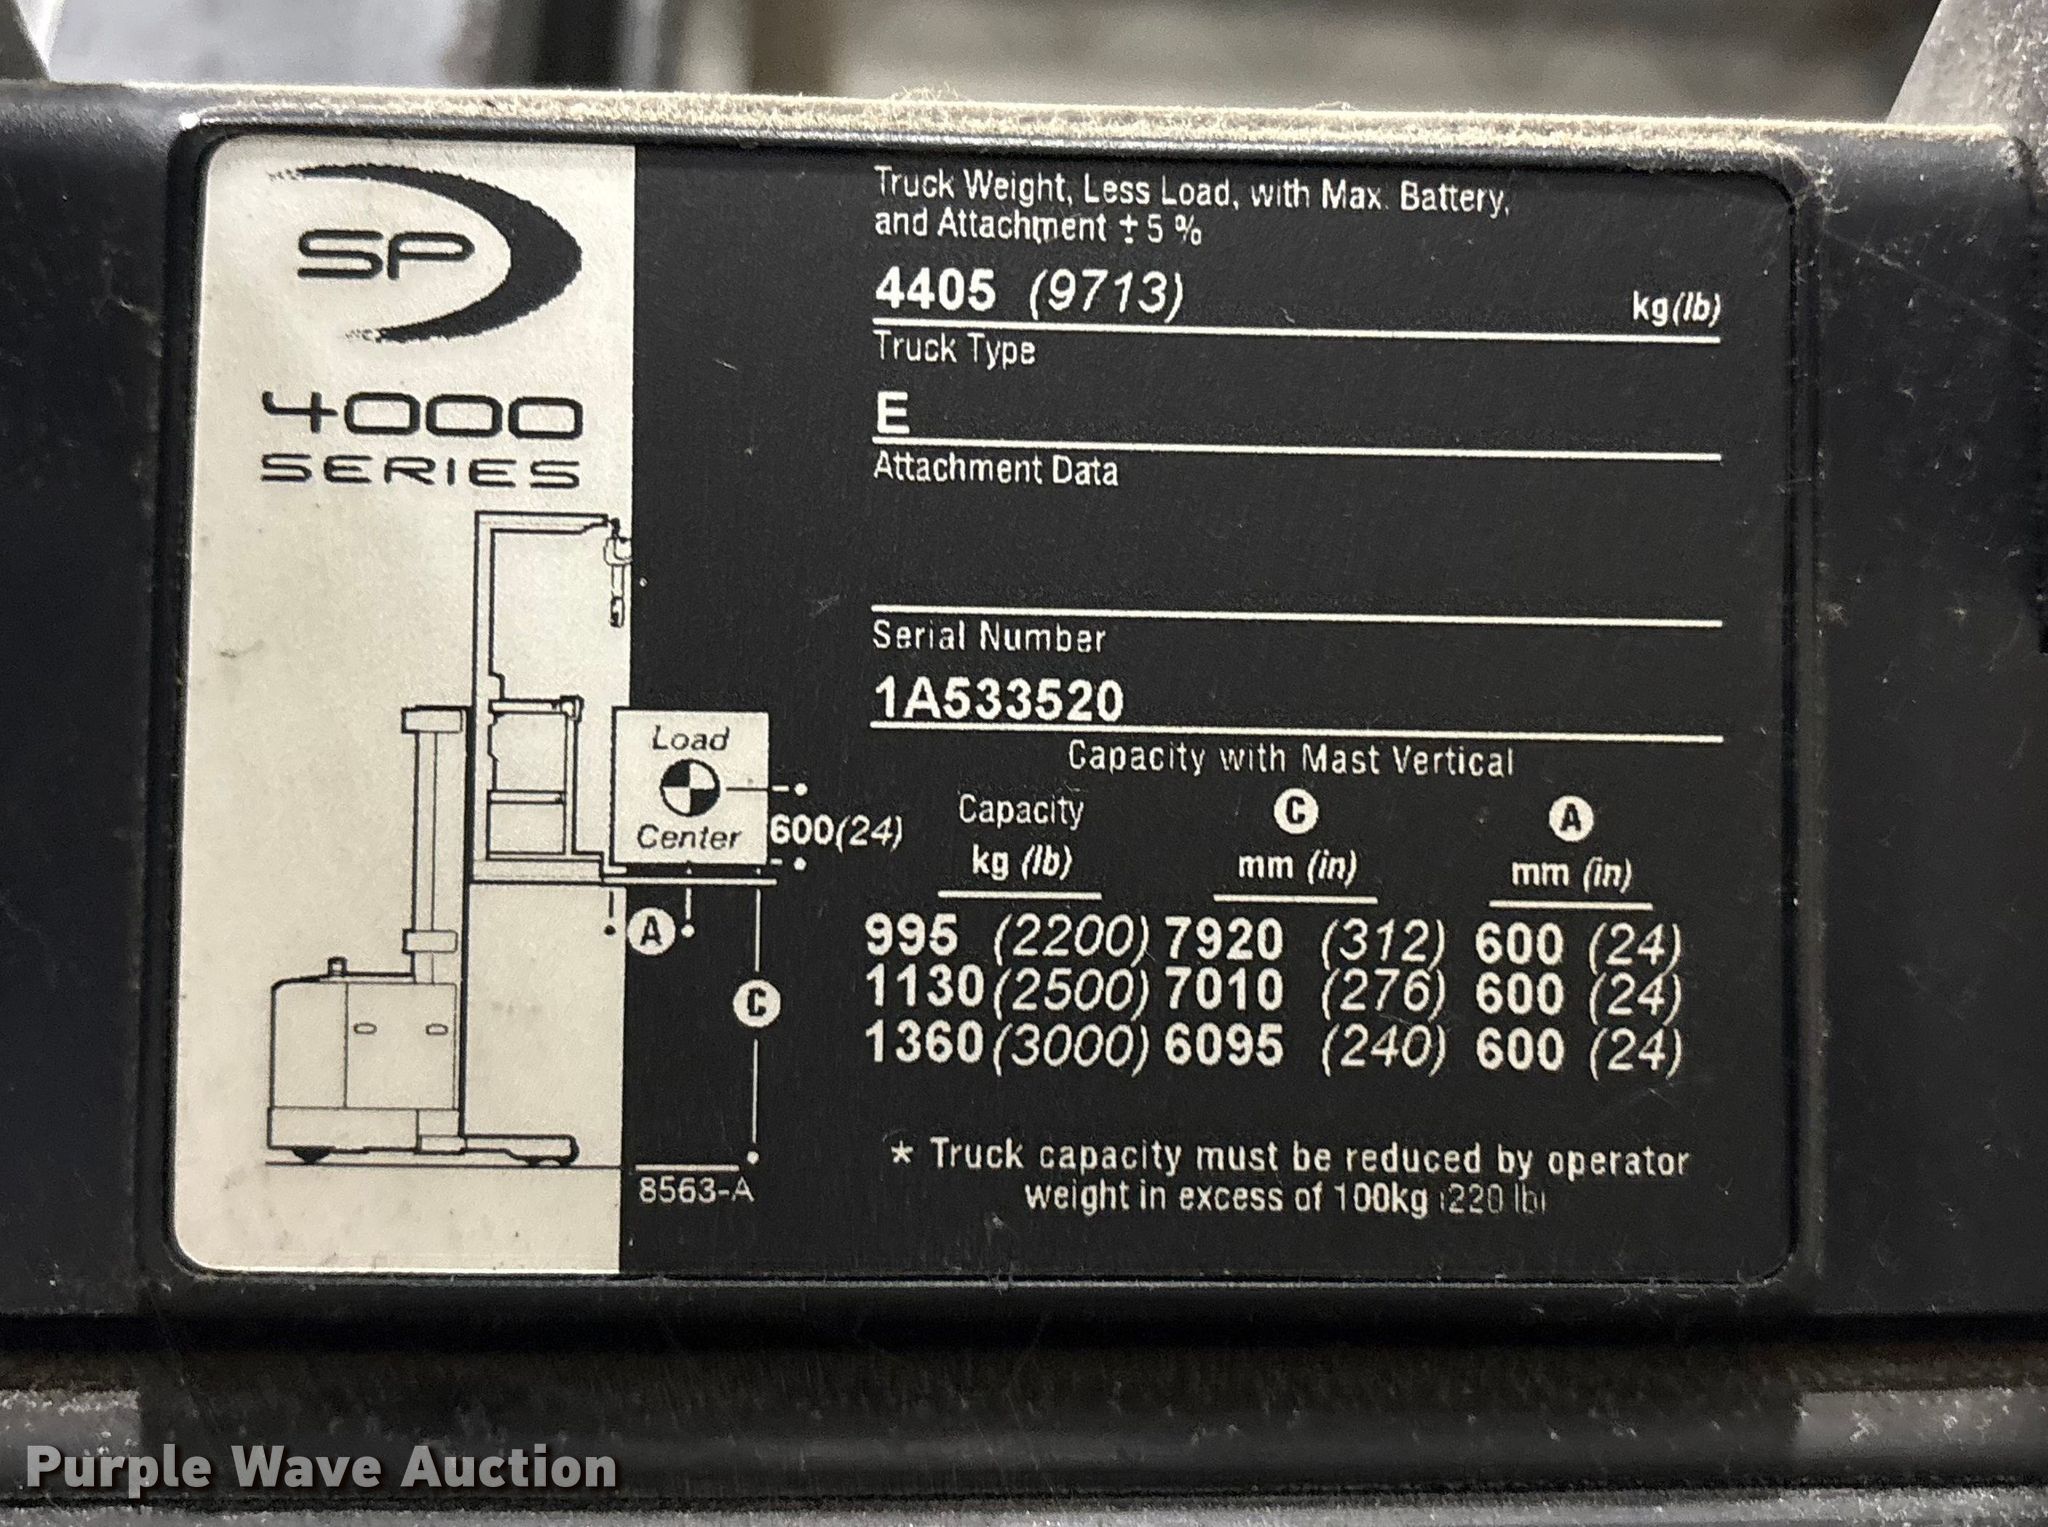 SP
4000
SERIES
Load
Center
600(24)
A
C
8563-A
Truck Weight, Less Load, with Max. Battery,
and Attachment ± 5 %
4405 (9713) kg(lb)
Truck Type
E
Attachment Data
Serial Number
1A533520
Capacity with Mast Vertical
Capacity C A
kg (lb) mm (in) mm (in)
995 (2200) 7920 (312) 600 (24)
1130 (2500) 7010 (276) 600 (24)
1360 (3000) 6095 (240) 600 (24)
* Truck capacity must be reduced by operator
weight in excess of 100kg (220 lb)
Purple Wave Auction